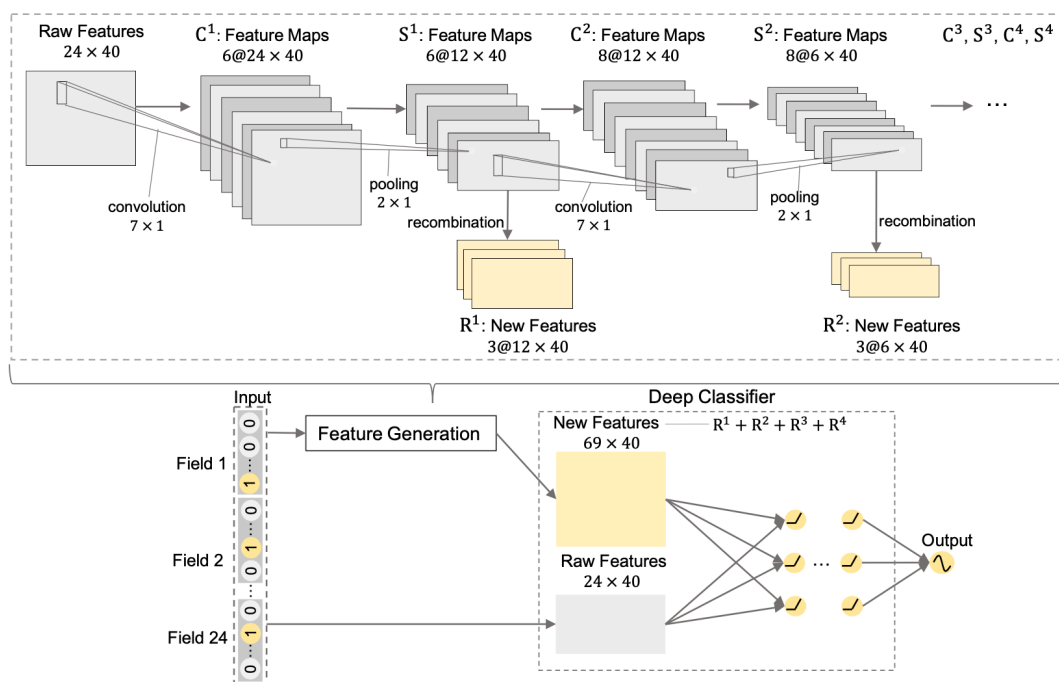 Raw Features
24 × 40
C¹: Feature Maps
6@24 × 40
S¹: Feature Maps
6@12 × 40
C²: Feature Maps
8@12 × 40
S²: Feature Maps
8@6 × 40
C³, S³, C⁴, S⁴
...
convolution
7 × 1
pooling
2 × 1
recombination
convolution
7 × 1
pooling
2 × 1
recombination
R¹: New Features
3@12 × 40
R²: New Features
3@6 × 40
Input
Deep Classifier
Feature Generation
New Features
69 × 40
R¹ + R² + R³ + R⁴
Field 1
0
0
...
1
Field 2
0
...
1
0
...
Field 24
0
1
...
0
Raw Features
24 × 40
...
Output